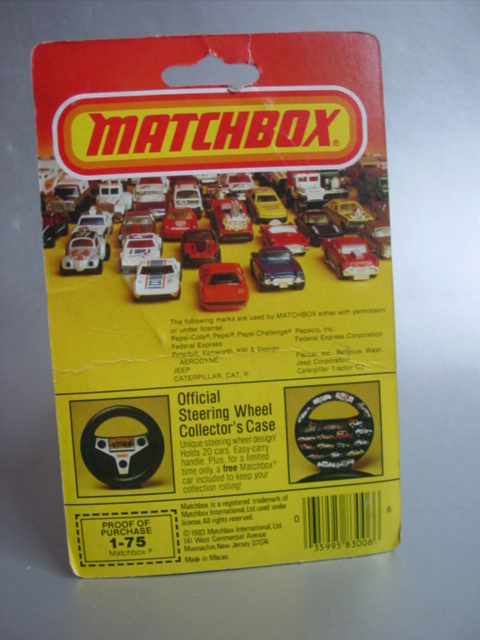 MATCHBOX®
The following marks are used by MATCHBOX either with permission
or under license:
Pepsi-Cola®, Pepsi®, Pepsi Challenge® Pepsico, Inc.
Federal Express Federal Express Corporation
Peterbilt, Kenworth, KW & Design Paccar, Inc. Bellevue, Wash.
AERODYNE
JEEP Jeep Corporation
CATERPILLAR, CAT, ® Caterpillar Tractor Co.
Official
Steering Wheel
Collector's Case
Unique steering wheel design!
Holds 20 cars. Easy-carry
handle. Plus, for a limited
time only, a free Matchbox®
car included to keep your
collection rolling!
PROOF OF
PURCHASE
1-75
Matchbox®
Matchbox is a registered trademark of
Matchbox International, Ltd. used under
license. All rights reserved.
© 1983 Matchbox International, Ltd.
141 West Commercial Avenue
Moonachie, New Jersey 07074
Made in Macao.
0 35995 83006 6